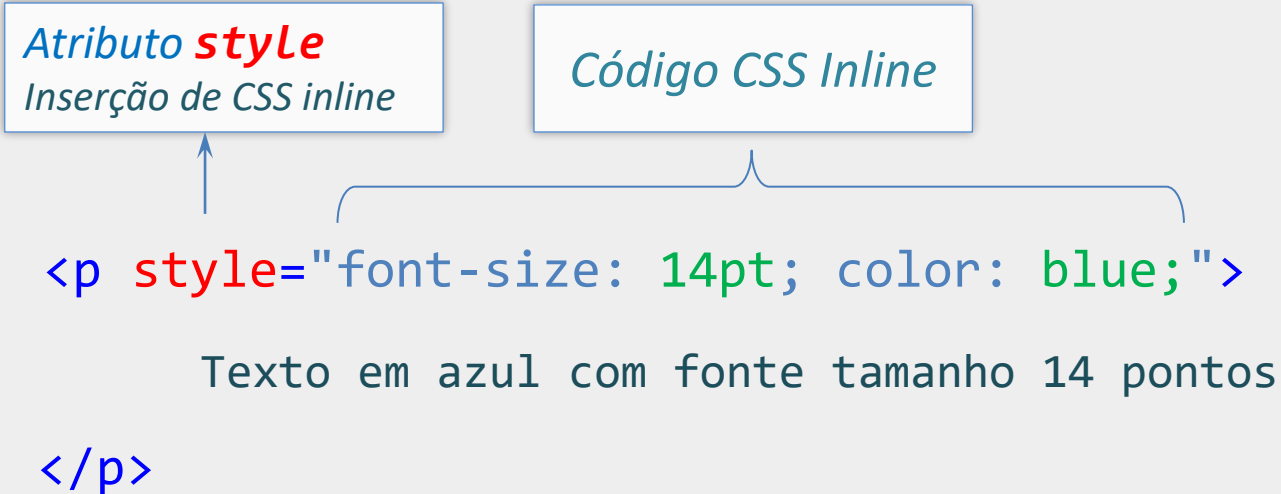 Atributo style
Inserção de CSS inline
Código CSS Inline
<p style="font-size: 14pt; color: blue;">
Texto em azul com fonte tamanho 14 pontos
</p>